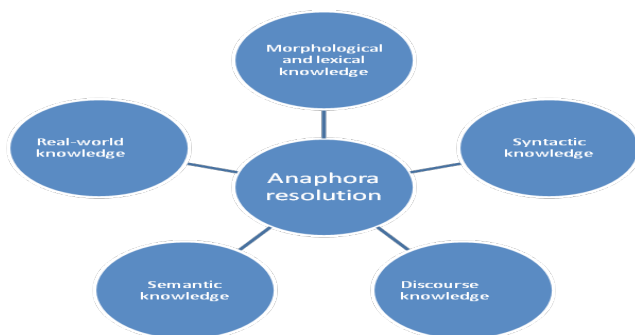 Morphological
and lexical
knowledge
Real-world
knowledge
Syntactic
knowledge
Anaphora
resolution
Semantic
knowledge
Discourse
knowledge